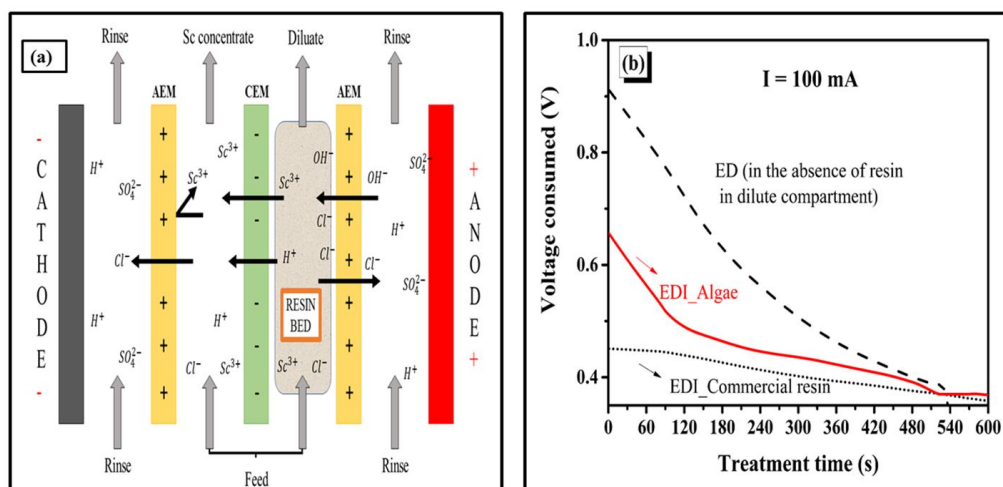 (a)
Rinse
Sc concentrate
Diluate
Rinse
AEM
CEM
AEM
- CATHODE -
+ ANODE +
H⁺
SO₄²⁻
Sc³⁺
Sc³⁺
Sc³⁺
OH⁻
OH⁻
SO₄²⁻
Cl⁻
H⁺
Cl⁻
H⁺
Cl⁻
SO₄²⁻
RESIN
BED
H⁺
H⁺
SO₄²⁻
Cl⁻
Sc³⁺
Sc³⁺
Cl⁻
H⁺
Rinse
Rinse
Feed
(b)
I = 100 mA
ED (in the absence of resin
in dilute compartment)
EDI_Algae
EDI_Commercial resin
Voltage consumed (V)
1.0
0.8
0.6
0.4
0 60 120 180 240 300 360 420 480 540 600
Treatment time (s)